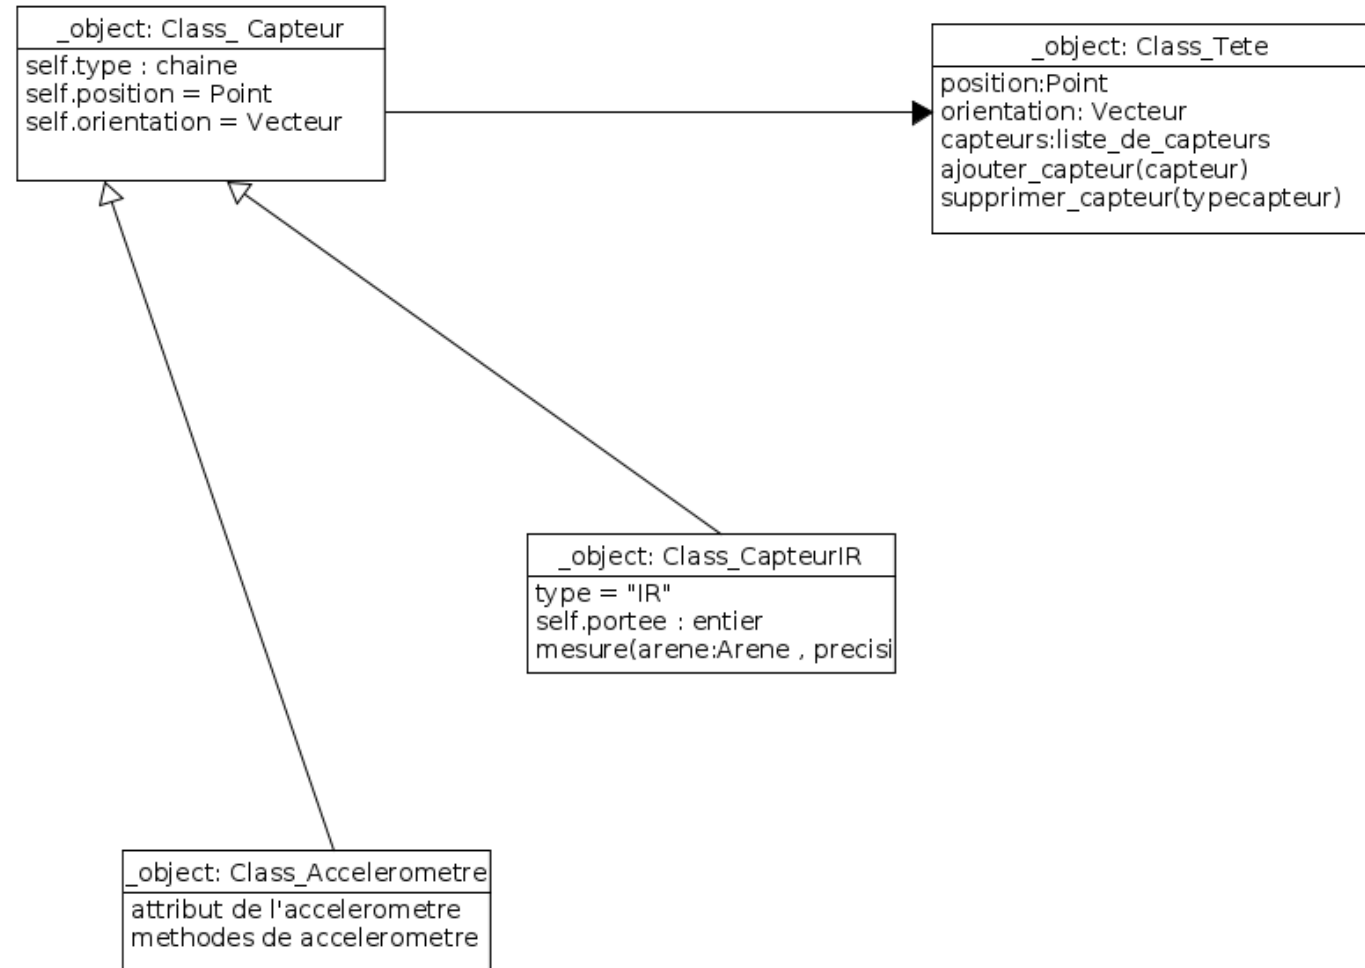 _object: Class_ Capteur
self.type : chaine
self.position = Point
self.orientation = Vecteur
_object: Class_Tete
position:Point
orientation: Vecteur
capteurs:liste_de_capteurs
ajouter_capteur(capteur)
supprimer_capteur(typecapteur)
_object: Class_CapteurIR
type = "IR"
self.portee : entier
mesure(arene:Arene , precisi
_object: Class_Accelerometre
attribut de l'accelerometre
methodes de accelerometre